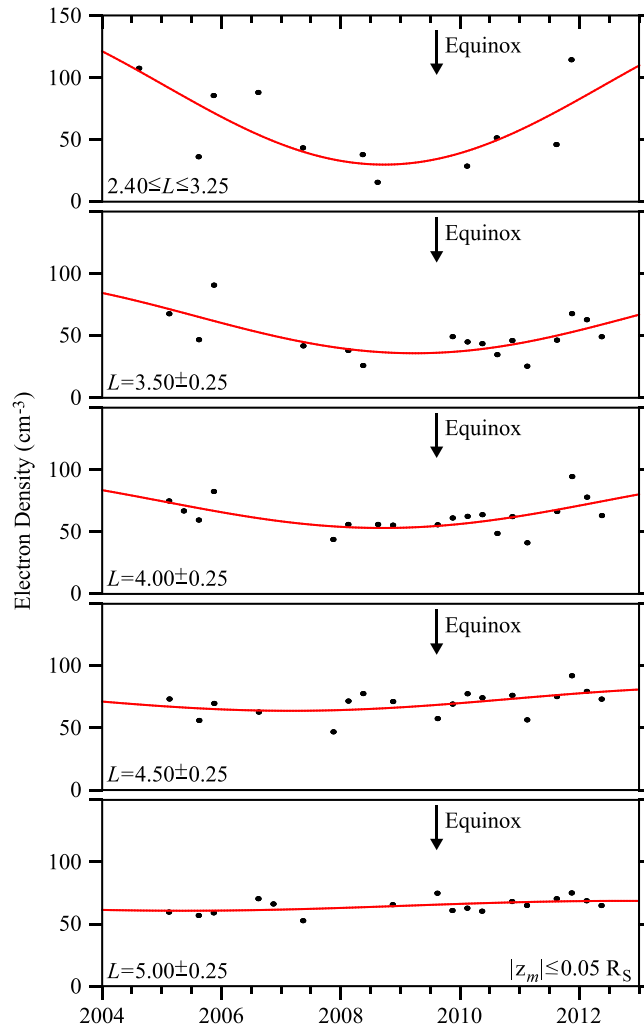 150
100
50
0
Equinox
2.40≤L≤3.25
100
50
0
Equinox
L=3.50±0.25
100
50
0
Equinox
L=4.00±0.25
100
50
0
Equinox
L=4.50±0.25
100
50
0
Equinox
L=5.00±0.25
|zₘ|≤0.05 R_S
2004 2006 2008 2010 2012
Electron Density (cm⁻³)